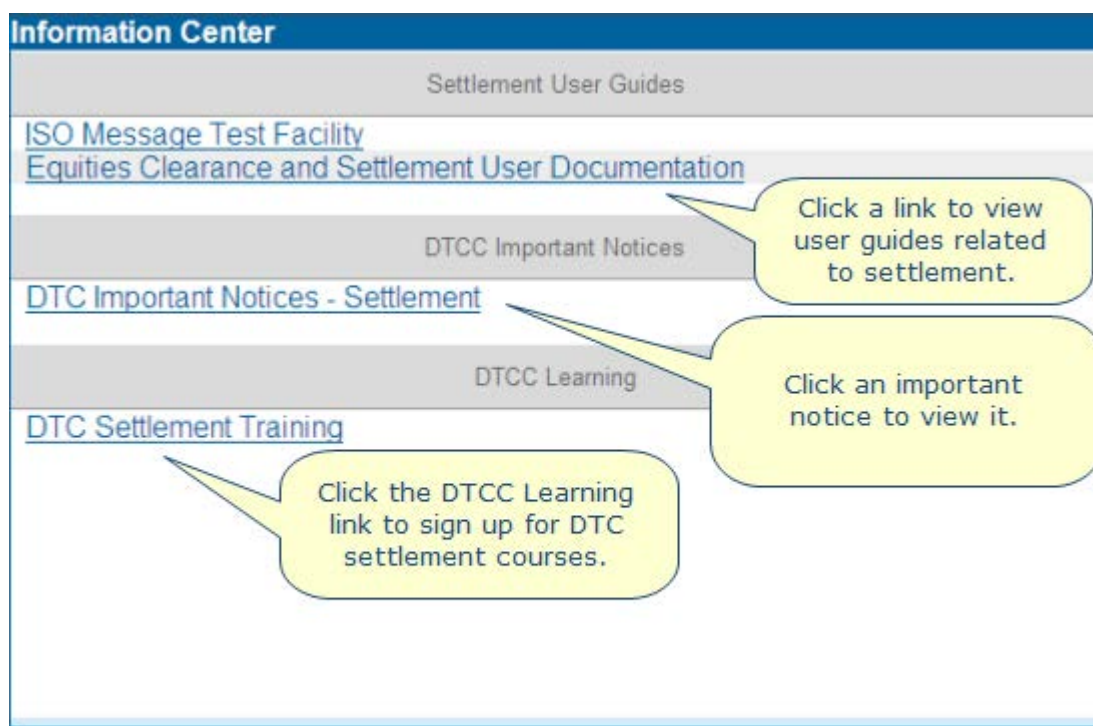 Information Center
Settlement User Guides
ISO Message Test Facility
Equities Clearance and Settlement User Documentation
Click a link to view
user guides related
to settlement.
DTCC Important Notices
DTC Important Notices - Settlement
Click an important
notice to view it.
DTCC Learning
DTC Settlement Training
Click the DTCC Learning
link to sign up for DTC
settlement courses.